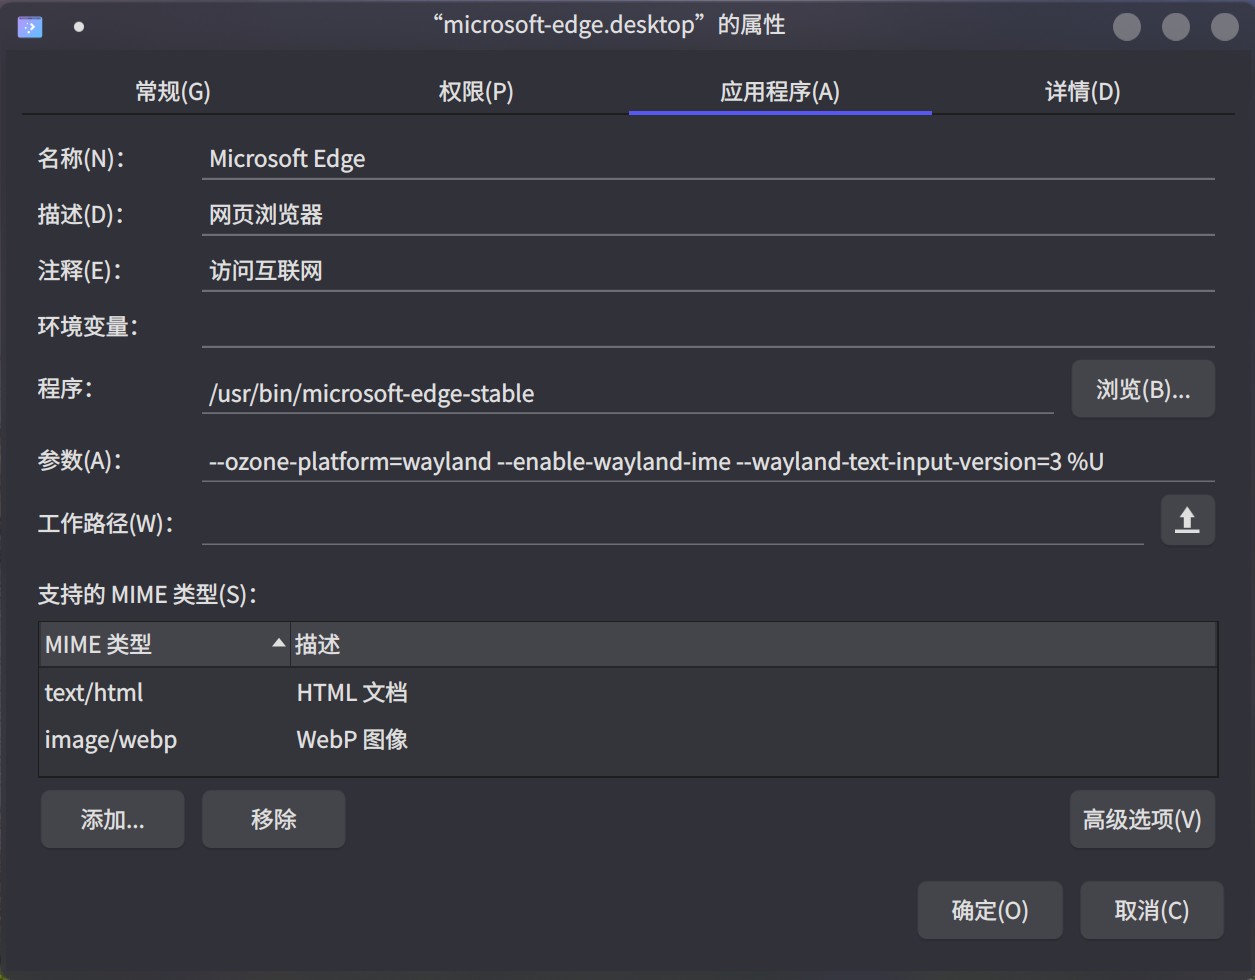 “microsoft-edge.desktop”的属性
常规(G) 权限(P) 应用程序(A) 详情(D)
名称(N)： Microsoft Edge
描述(D)： 网页浏览器
注释(E)： 访问互联网
环境变量：
程序： /usr/bin/microsoft-edge-stable 浏览(B)...
参数(A)： --ozone-platform=wayland --enable-wayland-ime --wayland-text-input-version=3 %U
工作路径(W)：
支持的 MIME 类型(S)：
MIME 类型 描述
text/html HTML 文档
image/webp WebP 图像
添加... 移除 高级选项(V)
确定(O) 取消(C)